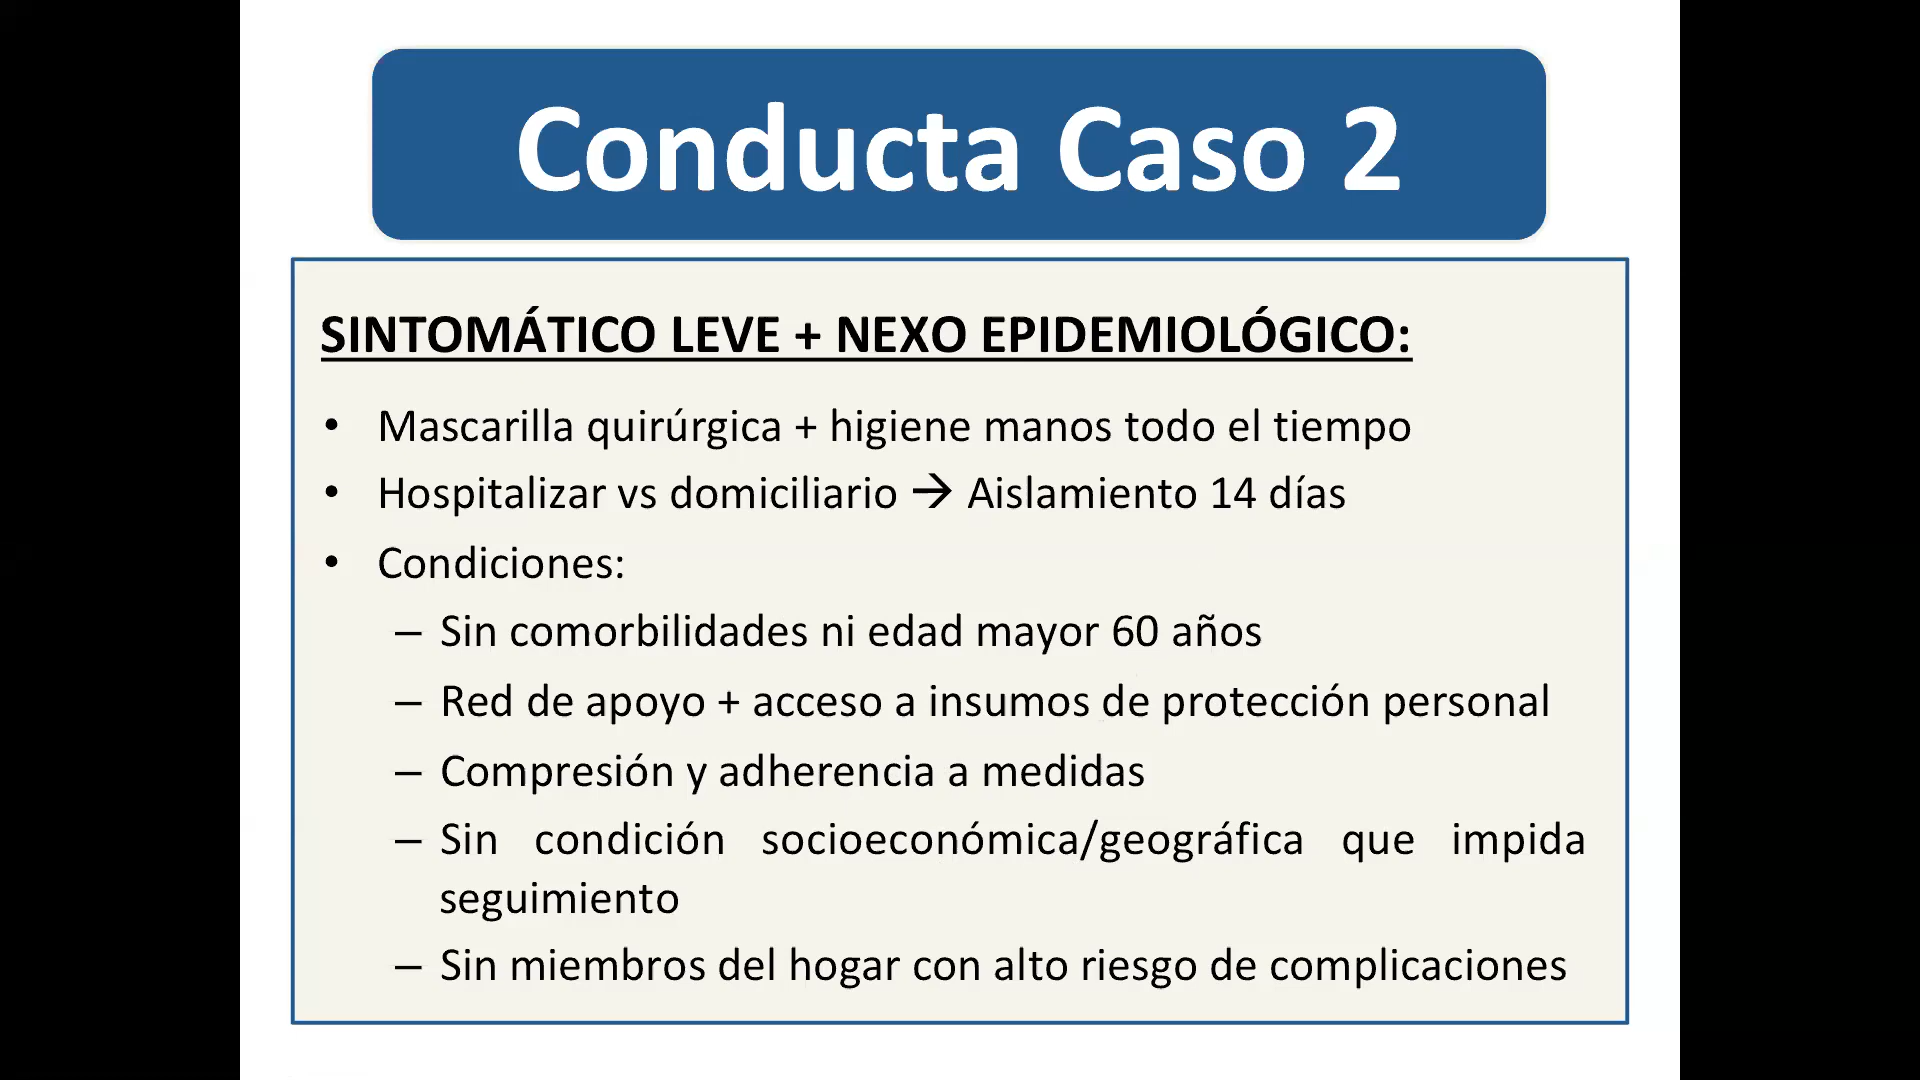 Conducta Caso 2
SINTOMÁTICO LEVE + NEXO EPIDEMIOLÓGICO:
• Mascarilla quirúrgica + higiene manos todo el tiempo
• Hospitalizar vs domiciliario → Aislamiento 14 días
• Condiciones:
– Sin comorbilidades ni edad mayor 60 años
– Red de apoyo + acceso a insumos de protección personal
– Compresión y adherencia a medidas
– Sin condición socioeconómica/geográfica que impida
seguimiento
– Sin miembros del hogar con alto riesgo de complicaciones